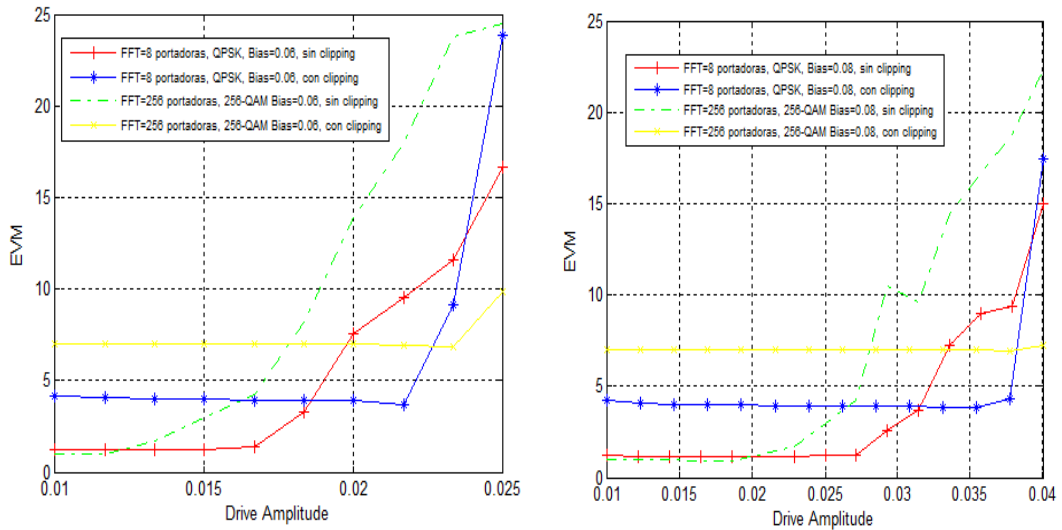 25
20
15
10
5
0
EVM
FFT=8 portadoras, QPSK, Bias=0.06, sin clipping
FFT=8 portadoras, QPSK, Bias=0.06, con clipping
FFT=256 portadoras, 256-QAM Bias=0.06, sin clipping
FFT=256 portadoras, 256-QAM Bias=0.06, con clipping
0.01
0.015
0.02
0.025
Drive Amplitude
25
20
15
10
5
0
EVM
FFT=8 portadoras, QPSK, Bias=0.08, sin clipping
FFT=8 portadoras, QPSK, Bias=0.08, con clipping
FFT=256 portadoras, 256-QAM Bias=0.08, sin clipping
FFT=256 portadoras, 256-QAM Bias=0.08, con clipping
0.01
0.015
0.02
0.025
0.03
0.035
0.04
Drive Amplitude